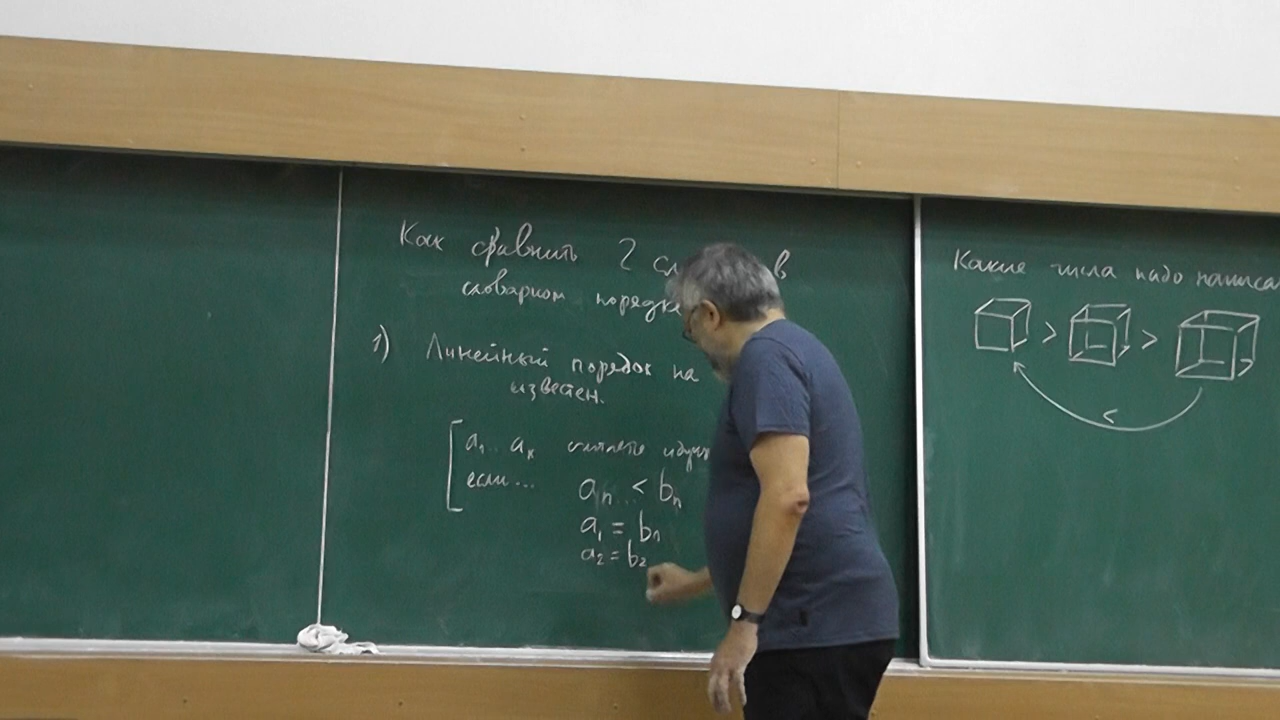 Как сравнить 2 сл в
словарном порядке
1) Линейный порядок на
известен.
a₁.. aₖ считаете
если...
aₙ .. < bₙ
a₁ = b₁
a₂ = b₂
Какие числа надо написа
> >
<